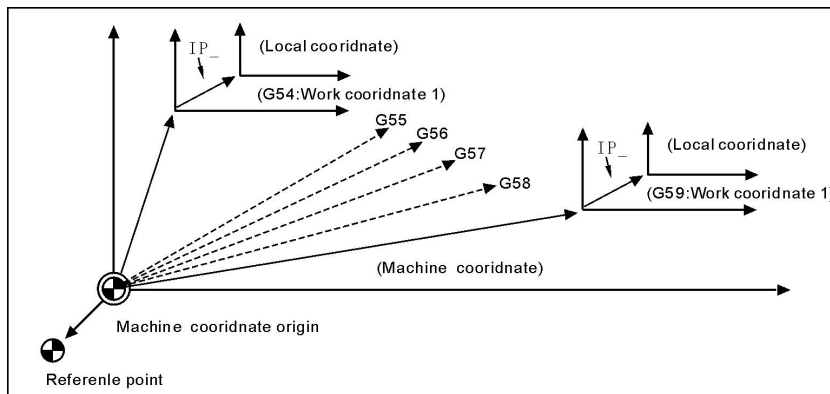 IP_
(Local cooridnate)
(G54:Work cooridnate 1)
G55
G56
G57
G58
IP_
(Local cooridnate)
(G59:Work cooridnate 1)
(Machine cooridnate)
Machine cooridnate origin
Referenle point